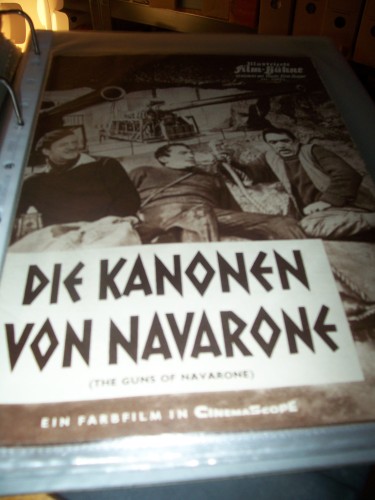 Illustrierte
Film-Bühne
DIE KANONEN
VON NAVARONE
(THE GUNS OF NAVARONE)
EIN FARBFILM IN CINEMASCOPE